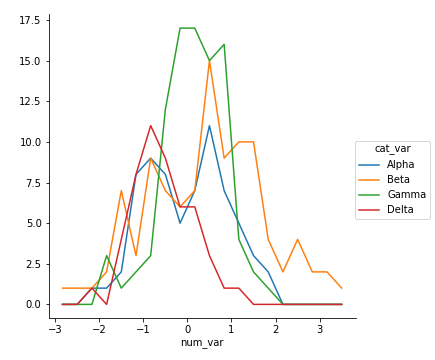 17.5
15.0
12.5
10.0
7.5
5.0
2.5
0.0
−3 −2 −1 0 1 2 3
num_var
cat_var
Alpha
Beta
Gamma
Delta